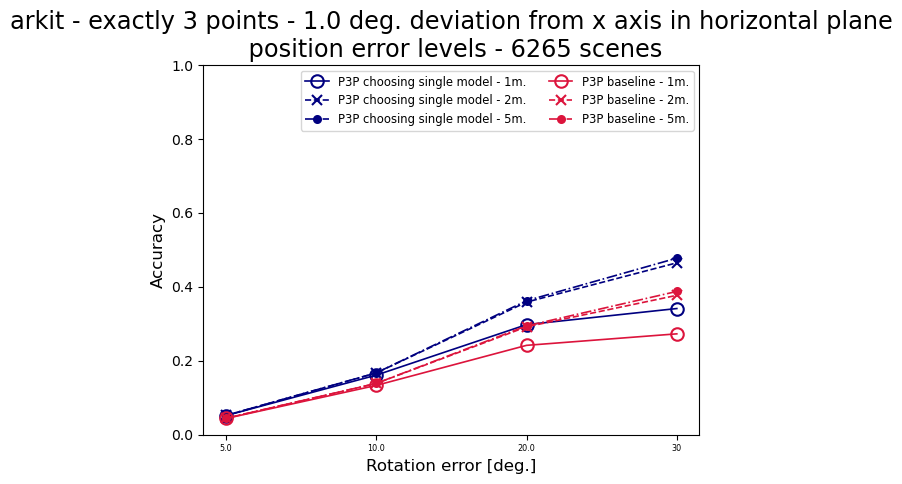 arkit - exactly 3 points - 1.0 deg. deviation from x axis in horizontal plane
position error levels - 6265 scenes
P3P choosing single model - 1m.
P3P choosing single model - 2m.
P3P choosing single model - 5m.
P3P baseline - 1m.
P3P baseline - 2m.
P3P baseline - 5m.
Accuracy
1.0
0.8
0.6
0.4
0.2
0.0
5.0 10.0 20.0 30
Rotation error [deg.]